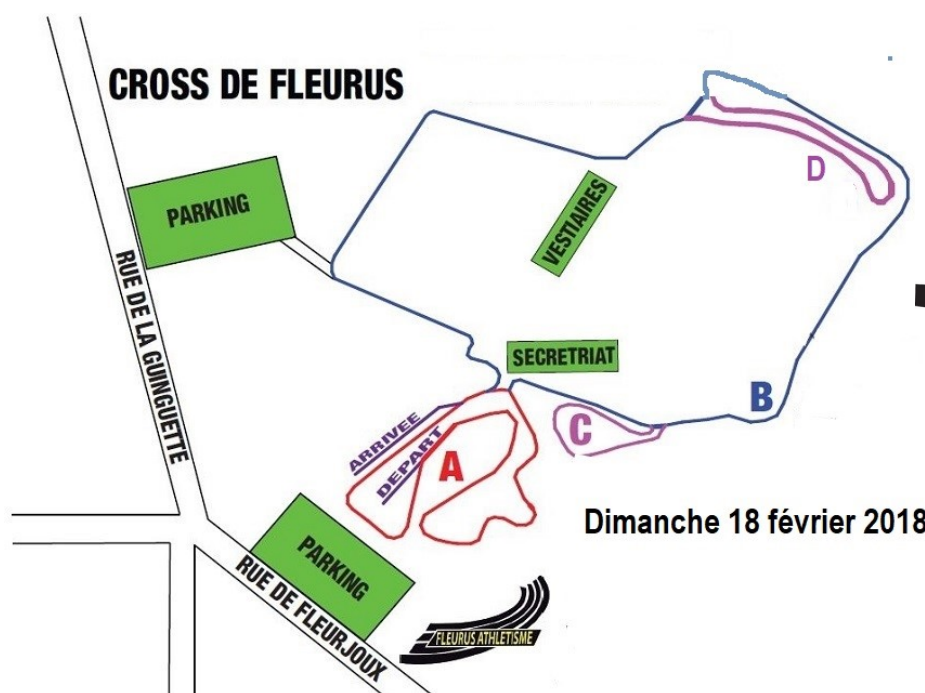 CROSS DE FLEURUS
D
PARKING
VESTIAIRES
RUE DE LA GUINGUETTE
SECRETRIAT
B
ARRIVEE
C
DEPART
A
Dimanche 18 février 2018
PARKING
RUE DE FLEURJOUX
FLEURUS ATHLETISME